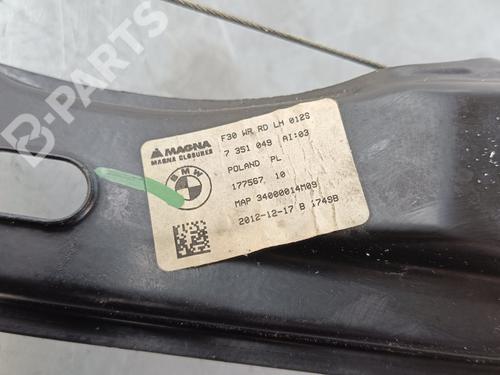 B-PARTS
MAGNA
MAGNA CLOSURES
BMW
F30 WR RD LH 012S
7 351 049 AI:03
POLAND PL
177567 10
MAP 34000014M09
2012-12-17 B 1749B